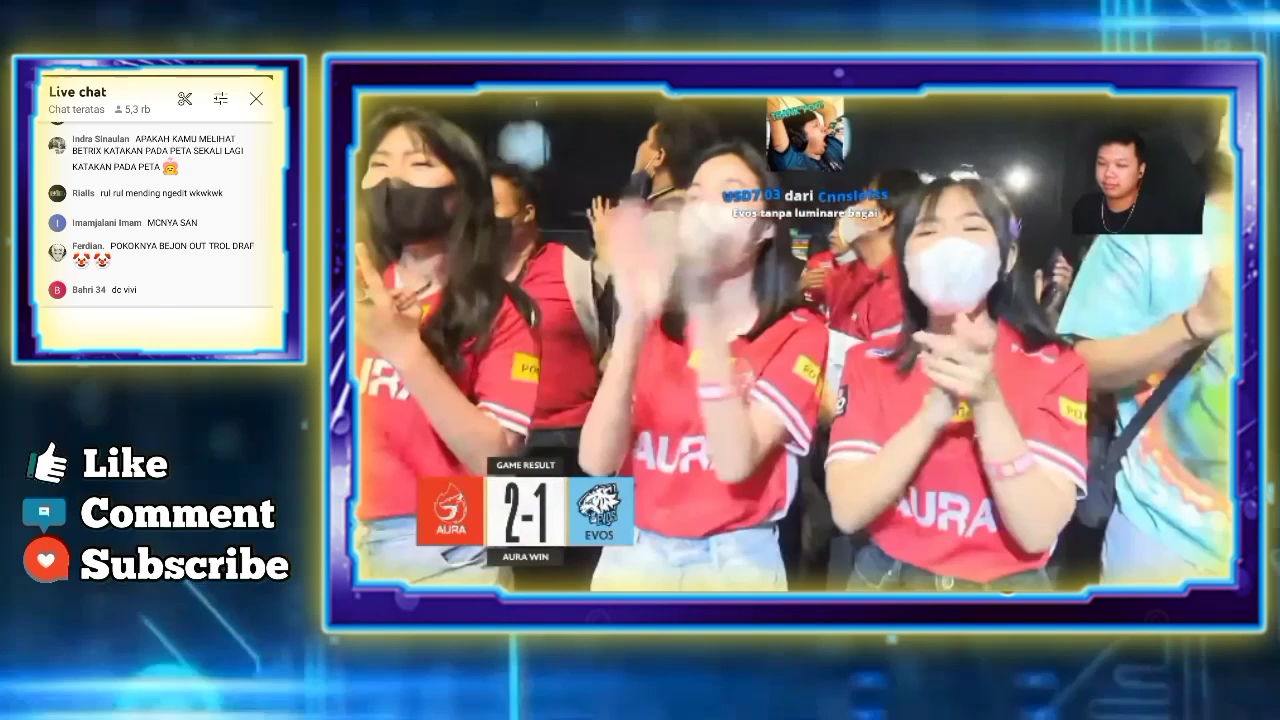 Live chat
Chat teratas 5,3 rb
Indra Sinaulan APAKAH KAMU MELIHAT
BETRIX KATAKAN PADA PETA SEKALI LAGI
KATAKAN PADA PETA
Rialls rul rul mending ngedit wkwkwk
Imamjalani Imam MCNYA SAN
Ferdian. POKOKNYA BEJON OUT TROL DRAF
B Bahri 34 dc vivi
Like
Comment
Subscribe
THANK YOU!
dari
Evos tanpa luminare bagai
AURA
AURA
GAME RESULT
AURA 2-1 EVOS
AURA WIN